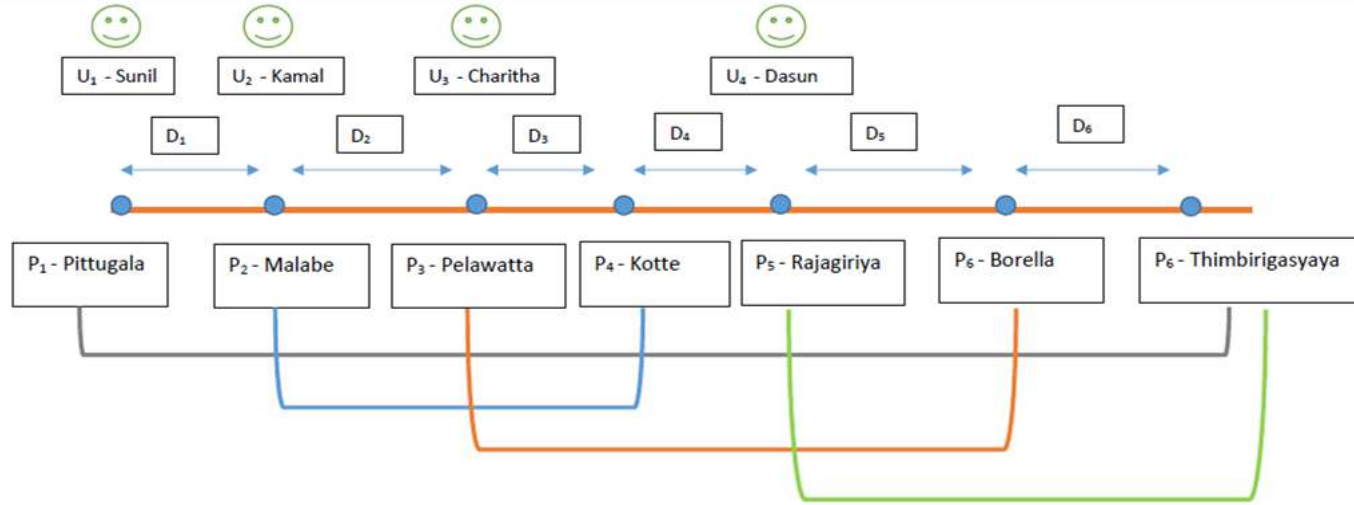 U₁ - Sunil
U₂ - Kamal
U₃ - Charitha
U₄ - Dasun
D₁
D₂
D₃
D₄
D₅
D₆
P₁ - Pittugala
P₂ - Malabe
P₃ - Pelawatta
P₄ - Kotte
P₅ - Rajagiriya
P₆ - Borella
P₆ - Thimbirigasyaya